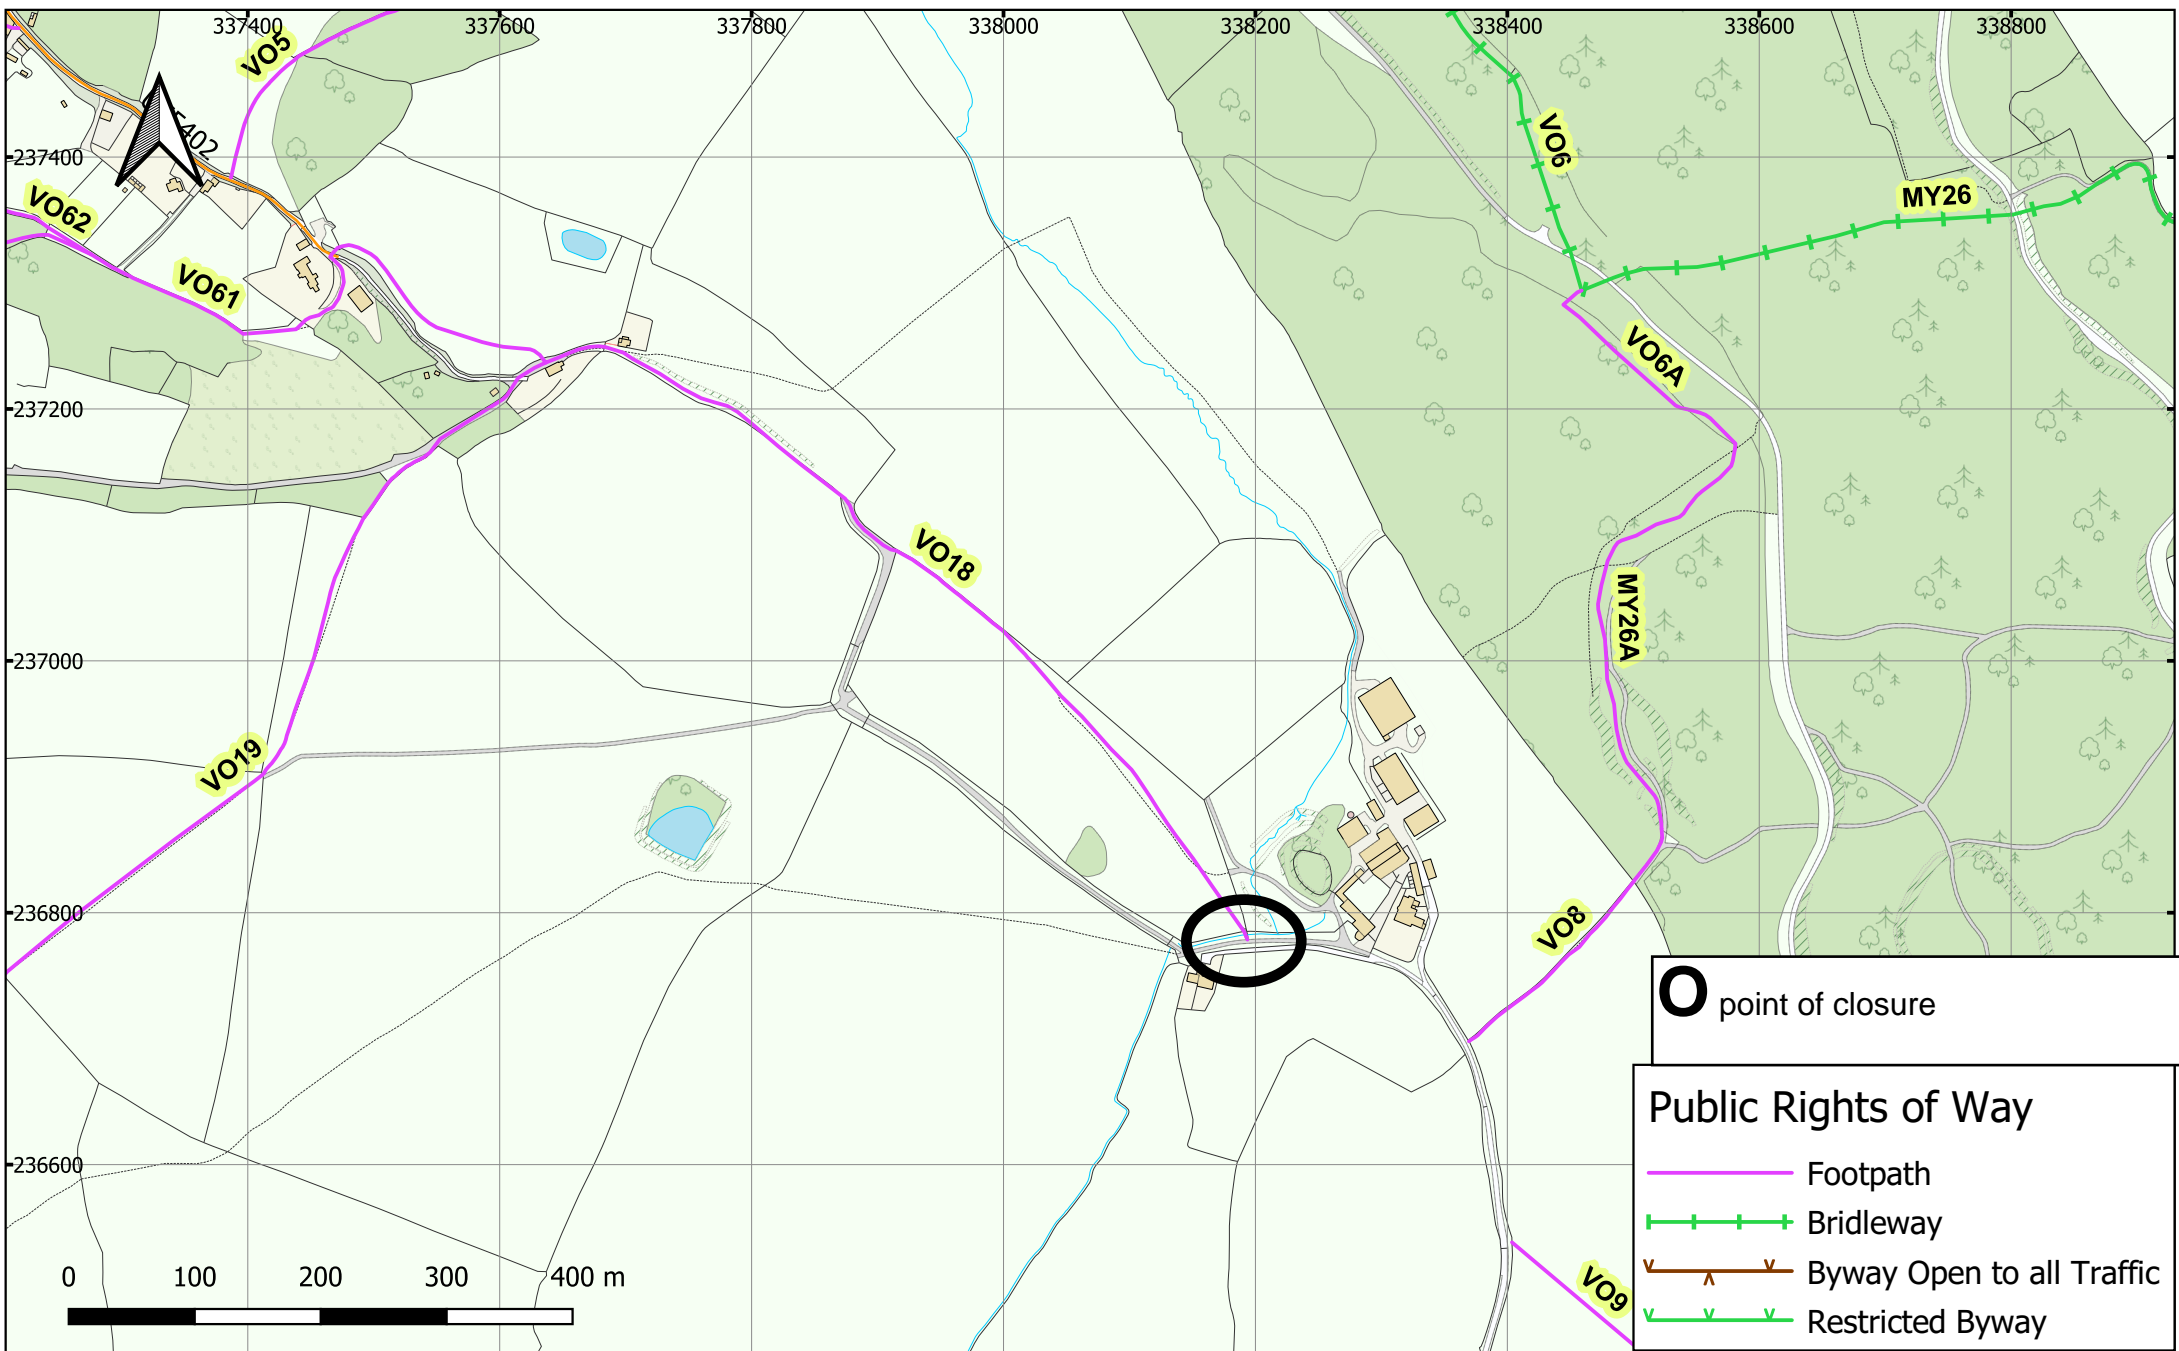 337400 337600 337800 338000 338200 338400 338600 338800
VO5
VO6
237400
VO62
MY26
VO61
VO6A
237200
VO18
MY26A
237000
VO19
236800
VO8
O point of closure
Public Rights of Way
236600
Footpath
Bridleway
0 100 200 300 400 m
Byway Open to all Traffic
VO9
Restricted Byway